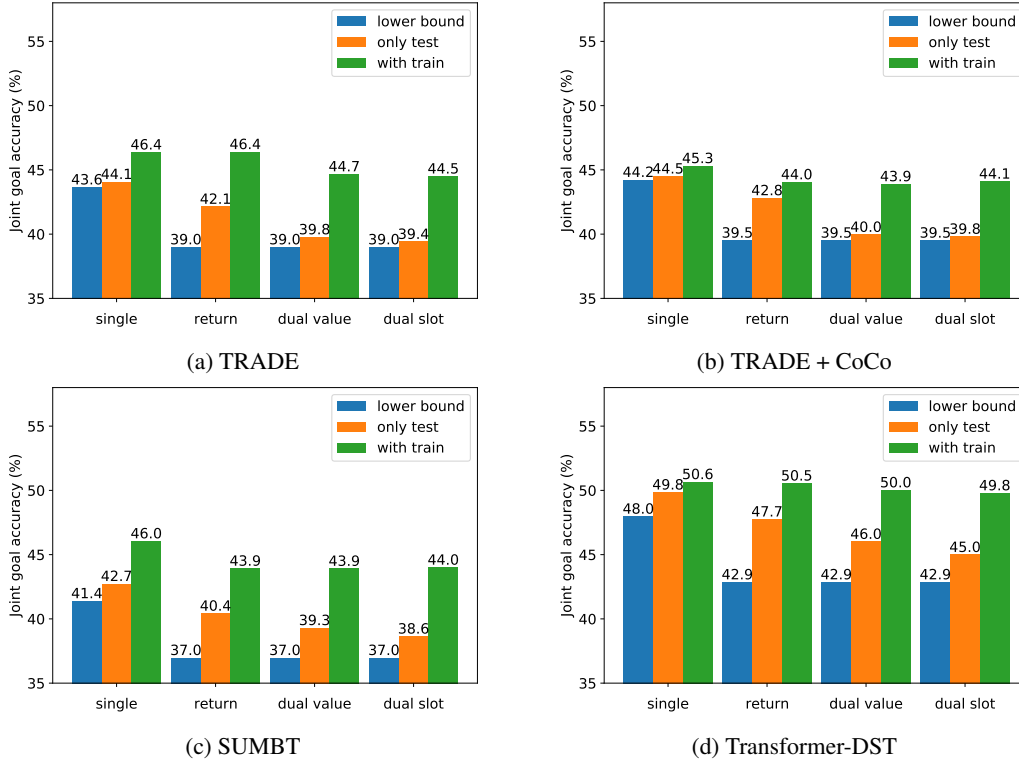 Joint goal accuracy (%)
55
50
45
40
35
lower bound
only test
with train
43.6 44.1 46.4
39.0 42.1 46.4
39.0 39.8 44.7
39.0 39.4 44.5
single return dual value dual slot
(a) TRADE
Joint goal accuracy (%)
55
50
45
40
35
lower bound
only test
with train
44.2 44.5 45.3
39.5 42.8 44.0
39.5 40.0 43.9
39.5 39.8 44.1
single return dual value dual slot
(b) TRADE + CoCo
Joint goal accuracy (%)
55
50
45
40
35
lower bound
only test
with train
41.4 42.7 46.0
37.0 40.4 43.9
37.0 39.3 43.9
37.0 38.6 44.0
single return dual value dual slot
(c) SUMBT
Joint goal accuracy (%)
55
50
45
40
35
lower bound
only test
with train
48.0 49.8 50.6
42.9 47.7 50.5
42.9 46.0 50.0
42.9 45.0 49.8
single return dual value dual slot
(d) Transformer-DST